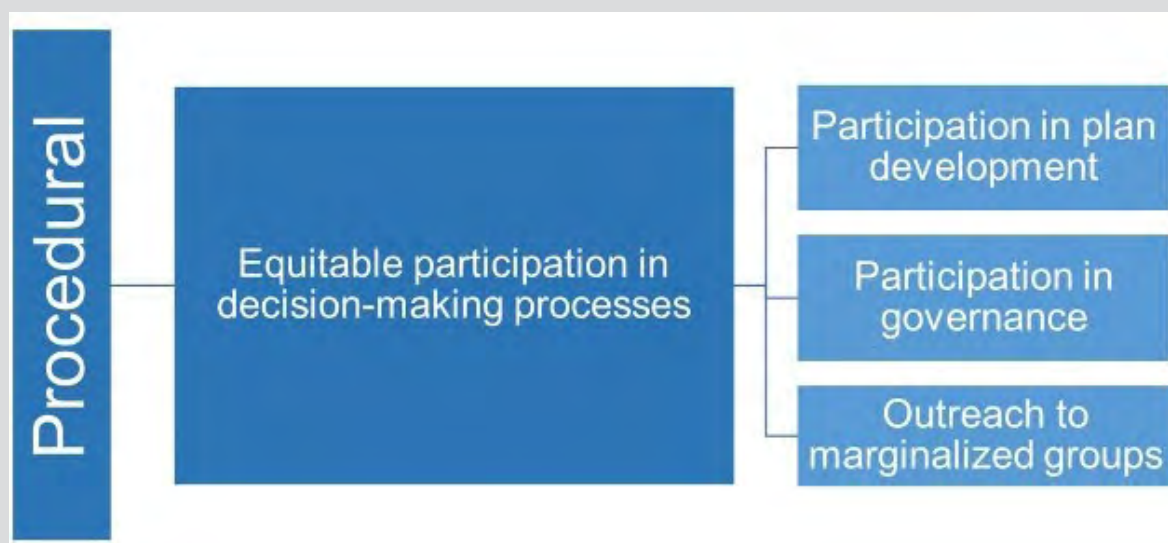 Procedural
Equitable participation in
decision-making processes
Participation in plan
development
Participation in
governance
Outreach to
marginalized groups